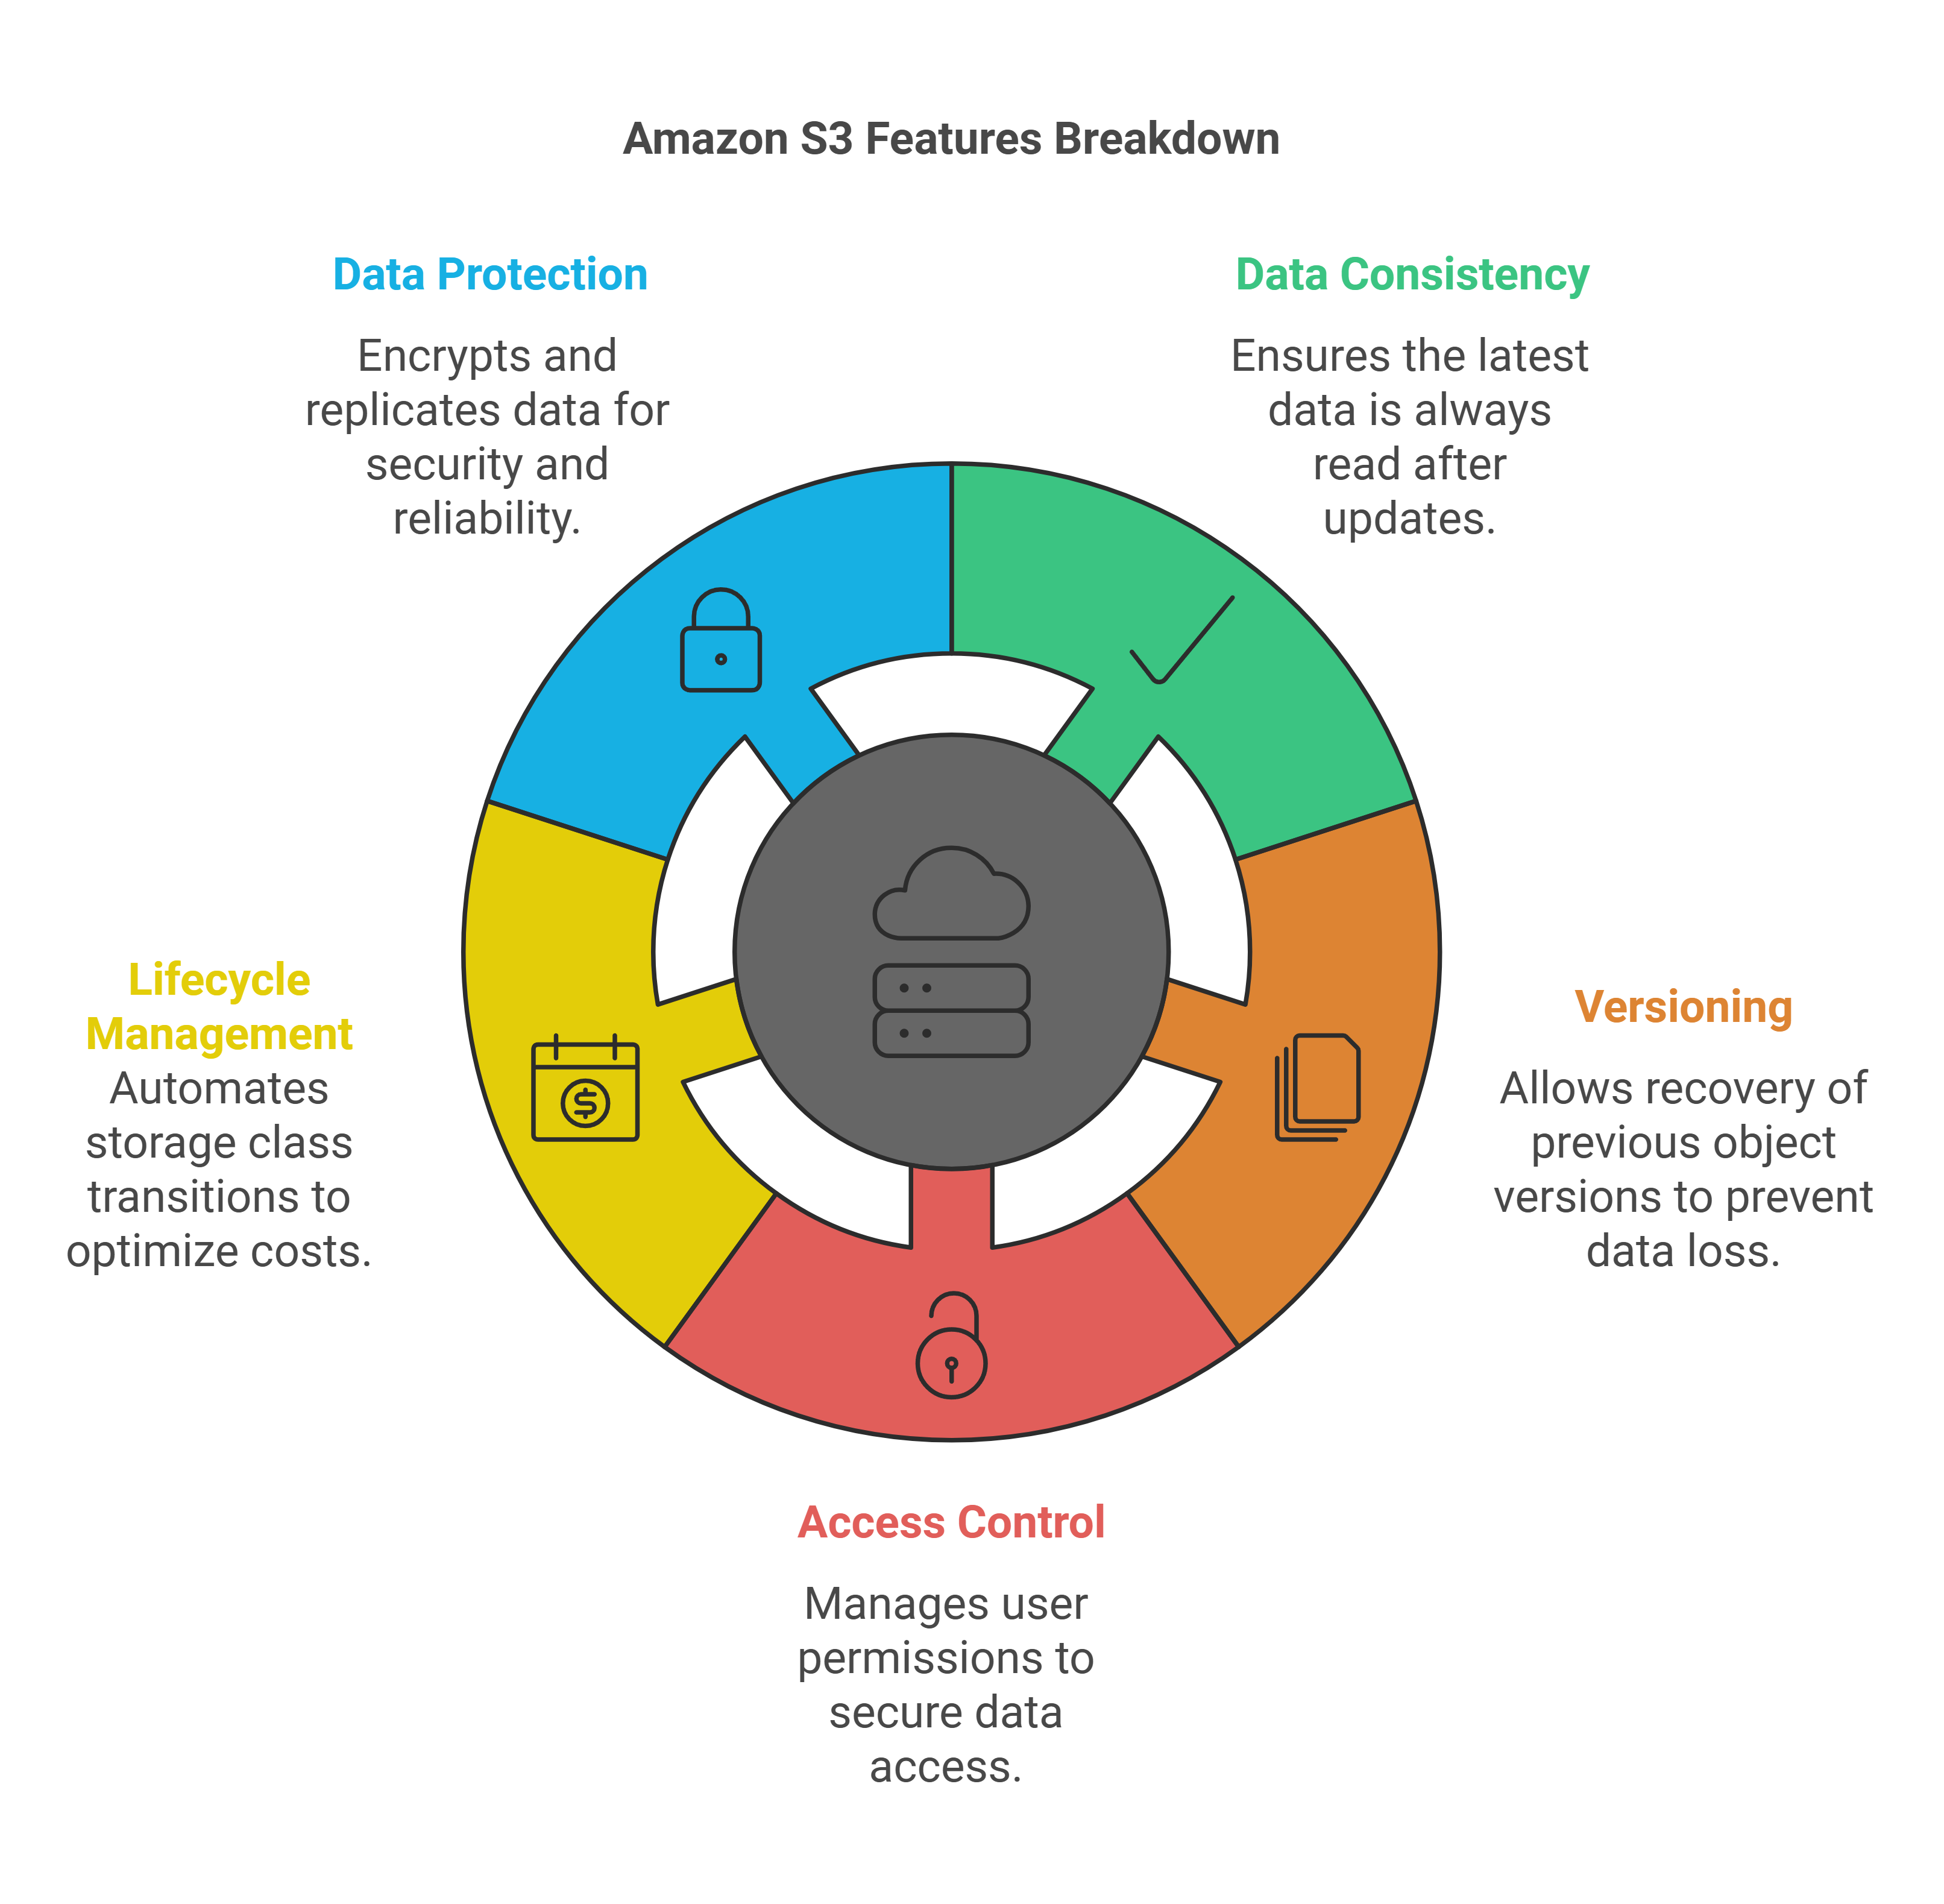 Amazon S3 Features Breakdown
Data Protection
Encrypts and
replicates data for
security and
reliability.
Data Consistency
Ensures the latest
data is always
read after
updates.
Lifecycle
Management
Automates
storage class
transitions to
optimize costs.
Versioning
Allows recovery of
previous object
versions to prevent
data loss.
Access Control
Manages user
permissions to
secure data
access.